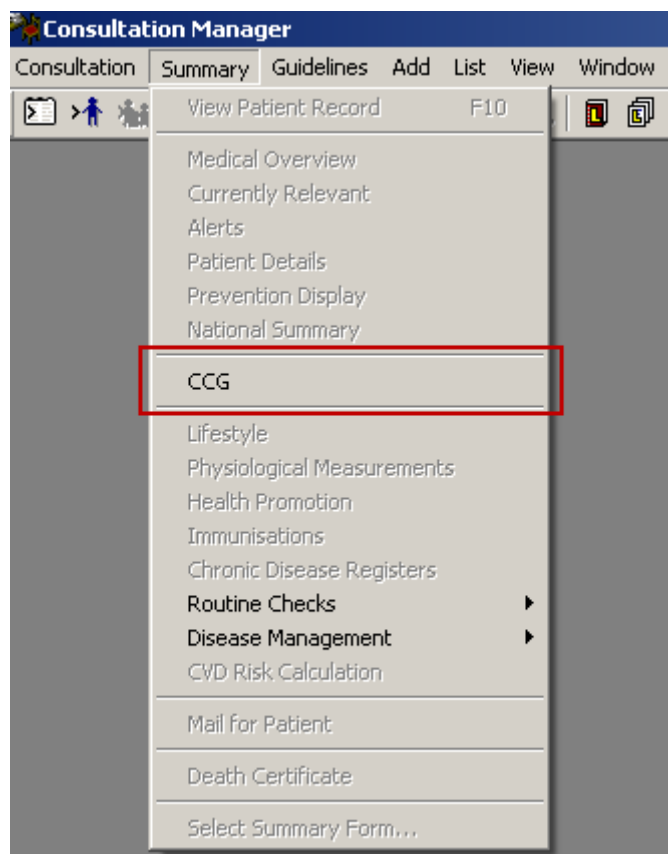 Consultation Manager
Consultation Summary Guidelines Add List View Window
View Patient Record F10
Medical Overview
Currently Relevant
Alerts
Patient Details
Prevention Display
National Summary
CCG
Lifestyle
Physiological Measurements
Health Promotion
Immunisations
Chronic Disease Registers
Routine Checks
Disease Management
CVD Risk Calculation
Mail for Patient
Death Certificate
Select Summary Form...